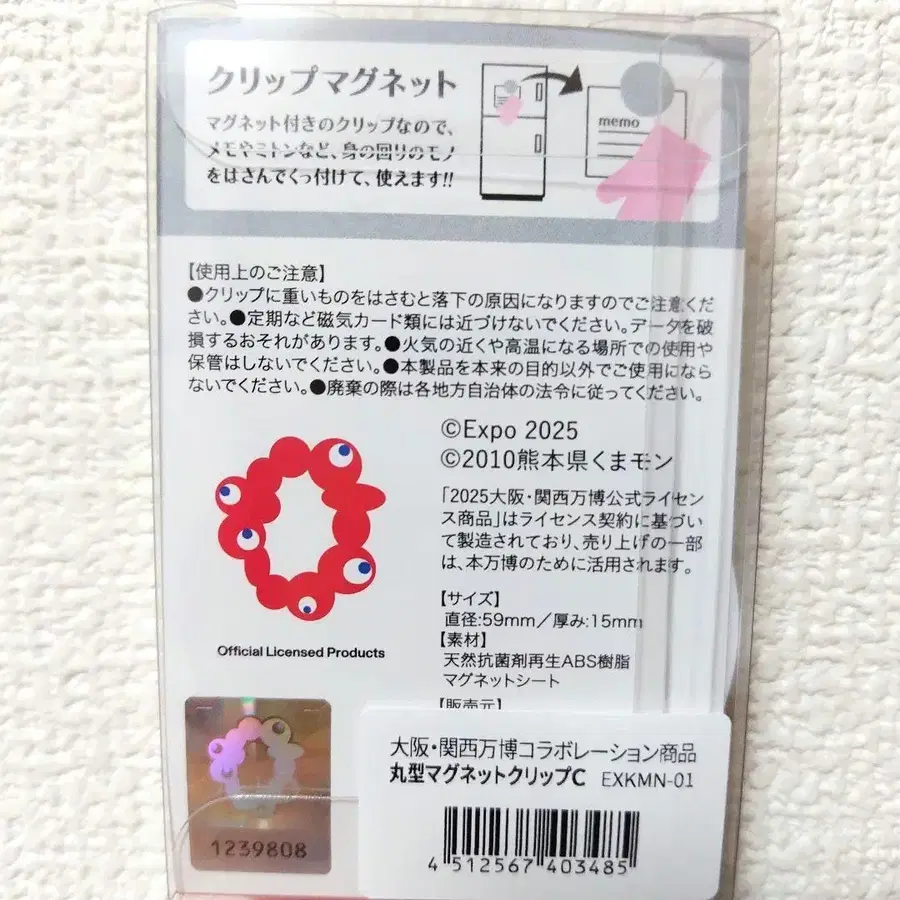 クリップマグネット
マグネット付きのクリップなので、
メモやミトンなど、身の回りのモノ
をはさんでくっ付けて、使えます!!
memo
【使用上のご注意】
●クリップに重いものをはさむと落下の原因になりますのでご注意くだ
さい。●定期など磁気カード類には近づけないでください。データを破
損するおそれがあります。●火気の近くや高温になる場所での使用や
保管はしないでください。●本製品を本来の目的以外でご使用になら
ないでください。●廃棄の際は各地方自治体の法令に従ってください。
©Expo 2025
©2010熊本県くまモン
「2025大阪・関西万博公式ライセン
ス商品」はライセンス契約に基づい
て製造されており、売り上げの一部
は、本万博のために活用されます。
【サイズ】
直径:59mm/厚み:15mm
【素材】
天然抗菌剤再生ABS樹脂
マグネットシート
【販売元】
Official Licensed Products
1239808
大阪・関西万博コラボレーション商品
丸型マグネットクリップC EXKMN-01
4 512567 403485